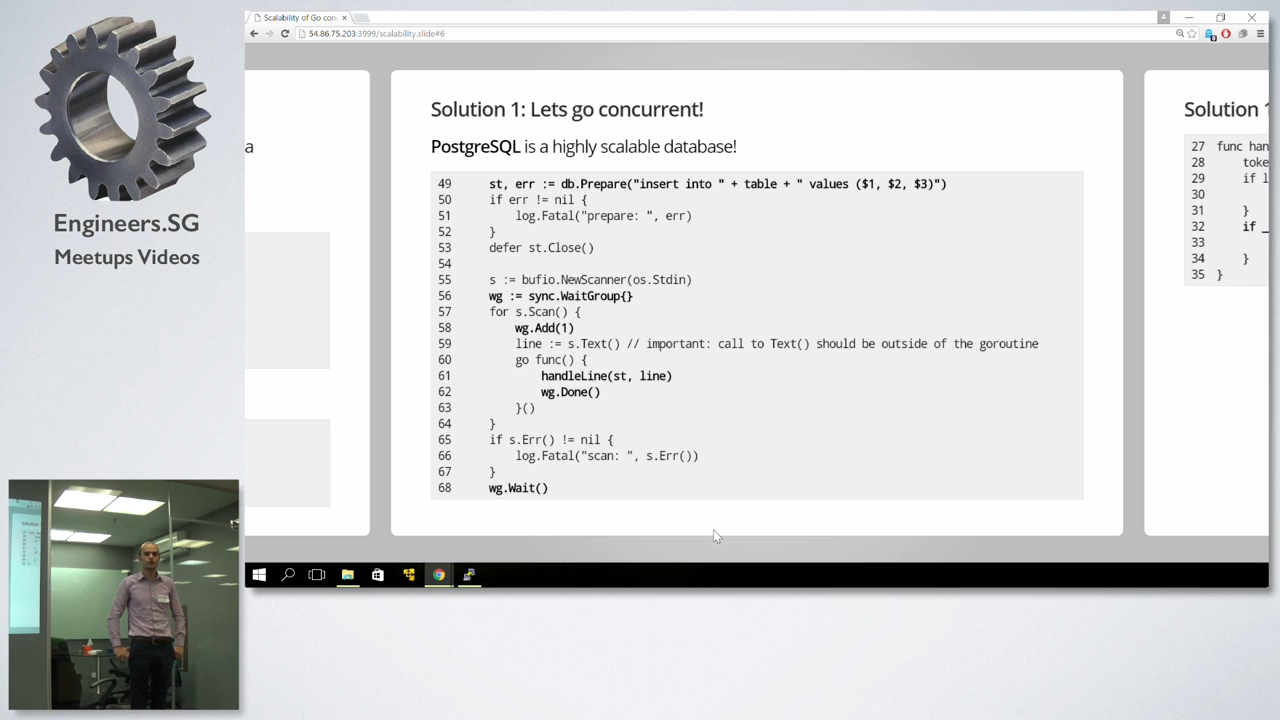 Scalability of Go con
54.86.75.203:3999/scalability.slide#6
Engineers.SG
Meetups Videos
a
Solution 1: Lets go concurrent!
PostgreSQL is a highly scalable database!
49 st, err := db.Prepare("insert into " + table + " values ($1, $2, $3)")
50 if err != nil {
51 log.Fatal("prepare: ", err)
52 }
53 defer st.Close()
54
55 s := bufio.NewScanner(os.Stdin)
56 wg := sync.WaitGroup{}
57 for s.Scan() {
58 wg.Add(1)
59 line := s.Text() // important: call to Text() should be outside of the goroutine
60 go func() {
61 handleLine(st, line)
62 wg.Done()
63 }()
64 }
65 if s.Err() != nil {
66 log.Fatal("scan: ", s.Err())
67 }
68 wg.Wait()
Solution 1
27 func han
28 toke
29 if l
30
31 }
32 if _
33
34 }
35 }